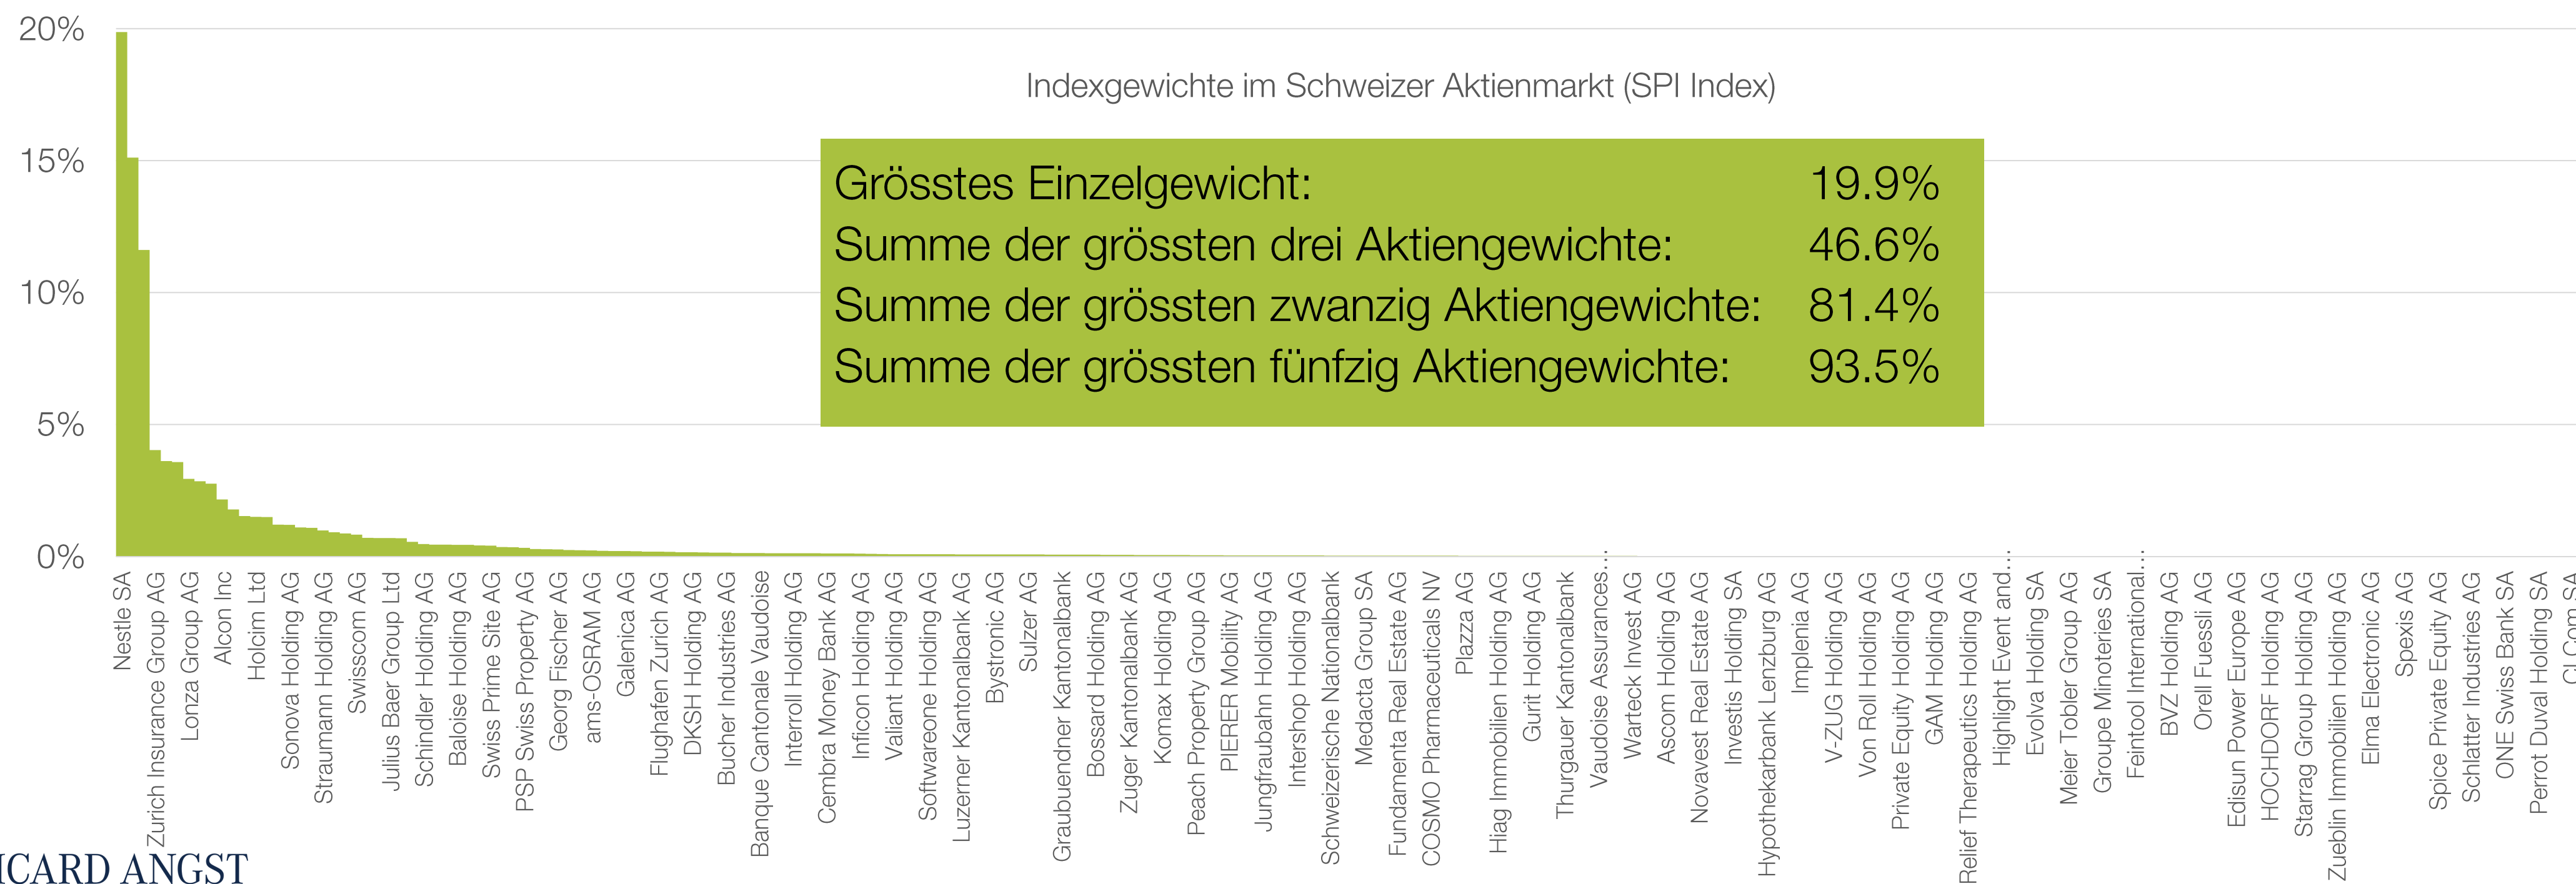 20%
15%
10%
5%
0%
Indexgewichte im Schweizer Aktienmarkt (SPI Index)
Grösstes Einzelgewicht: 19.9%
Summe der grössten drei Aktiengewichte: 46.6%
Summe der grössten zwanzig Aktiengewichte: 81.4%
Summe der grössten fünfzig Aktiengewichte: 93.5%
Nestle SA
Zurich Insurance Group AG
Lonza Group AG
Alcon Inc
Holcim Ltd
Sonova Holding AG
Straumann Holding AG
Swisscom AG
Julius Baer Group Ltd
Schindler Holding AG
Baloise Holding AG
Swiss Prime Site AG
PSP Swiss Property AG
Georg Fischer AG
ams-OSRAM AG
Galenica AG
Flughafen Zurich AG
DKSH Holding AG
Bucher Industries AG
Banque Cantonale Vaudoise
Interroll Holding AG
Cembra Money Bank AG
Inficon Holding AG
Valiant Holding AG
Softwareone Holding AG
Luzerner Kantonalbank AG
Bystronic AG
Sulzer AG
Graubuendner Kantonalbank
Bossard Holding AG
Zuger Kantonalbank AG
Komax Holding AG
Peach Property Group AG
PIERER Mobility AG
Jungfraubahn Holding AG
Intershop Holding AG
Schweizerische Nationalbank
Medacta Group SA
Fundamenta Real Estate AG
COSMO Pharmaceuticals NV
Plazza AG
Hiag Immobilien Holding AG
Gurit Holding AG
Thurgauer Kantonalbank
Vaudoise Assurances...
Warteck Invest AG
Ascom Holding AG
Novavest Real Estate AG
Investis Holding SA
Hypothekarbank Lenzburg AG
Implenia AG
V-ZUG Holding AG
Von Roll Holding AG
Private Equity Holding AG
GAM Holding AG
Relief Therapeutics Holding AG
Highlight Event and...
Evolva Holding SA
Meier Tobler Group AG
Groupe Minoteries SA
Feintool International...
BVZ Holding AG
Orell Fuessli AG
Edisun Power Europe AG
HOCHDORF Holding AG
Starrag Group Holding AG
Zueblin Immobilien Holding AG
Elma Electronic AG
Spexis AG
Spice Private Equity AG
Schlatter Industries AG
ONE Swiss Bank SA
Perrot Duval Holding SA
CI Com SA
ICARD ANGST